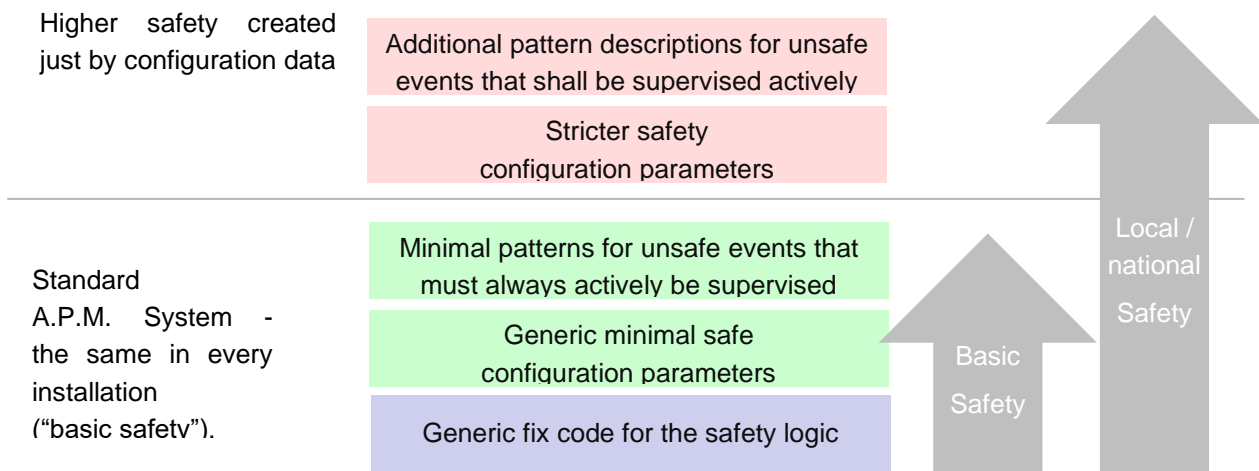 Higher safety created
just by configuration data
Additional pattern descriptions for unsafe
events that shall be supervised actively
Stricter safety
configuration parameters
Minimal patterns for unsafe events that
must always actively be supervised
Standard
A.P.M. System -
the same in every
installation
(“basic safety”).
Generic minimal safe
configuration parameters
Generic fix code for the safety logic
Basic
Safety
Local /
national
Safety